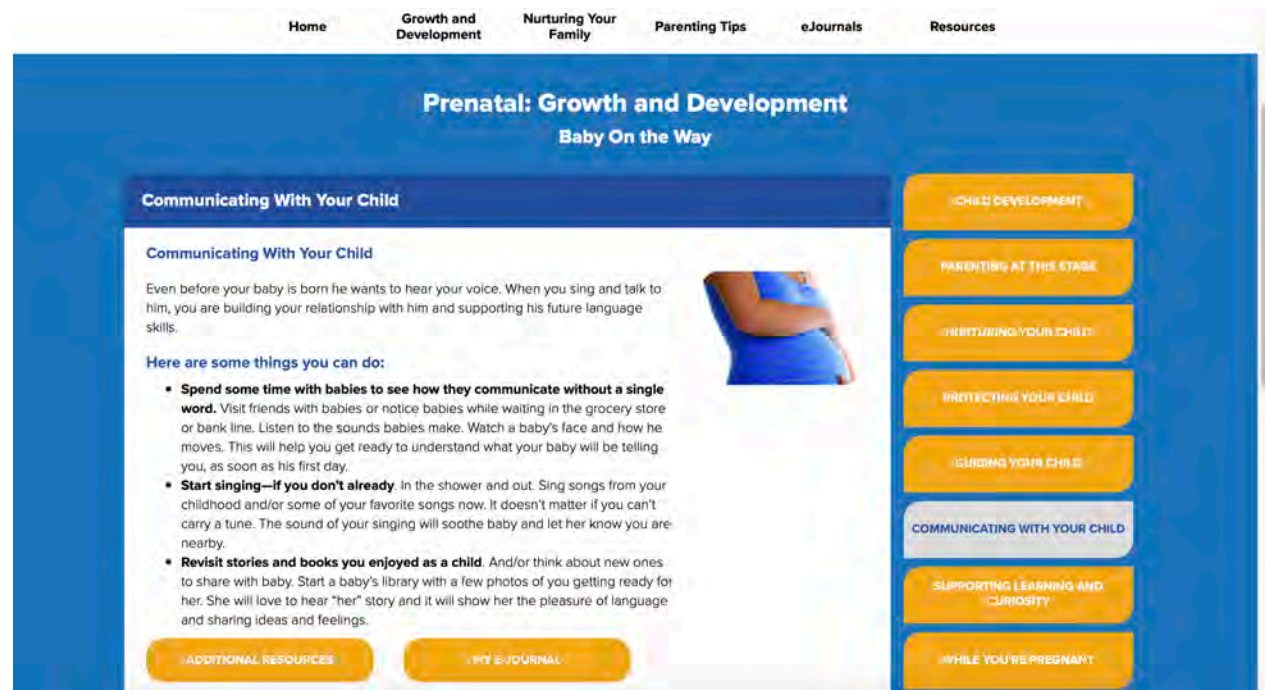 Home
Growth and
Development
Nurturing Your
Family
Parenting Tips
eJournals
Resources
Prenatal: Growth and Development
Baby On the Way
Communicating With Your Child
Communicating With Your Child
Even before your baby is born he wants to hear your voice. When you sing and talk to
him, you are building your relationship with him and supporting his future language
skills.
Here are some things you can do:
• Spend some time with babies to see how they communicate without a single
word. Visit friends with babies or notice babies while waiting in the grocery store
or bank line. Listen to the sounds babies make. Watch a baby's face and how he
moves. This will help you get ready to understand what your baby will be telling
you, as soon as his first day.
• Start singing—if you don't already. In the shower and out. Sing songs from your
childhood and/or some of your favorite songs now. It doesn't matter if you can't
carry a tune. The sound of your singing will soothe baby and let her know you are
nearby.
• Revisit stories and books you enjoyed as a child. And/or think about new ones
to share with baby. Start a baby's library with a few photos of you getting ready for
her. She will love to hear "her" story and it will show her the pleasure of language
and sharing ideas and feelings.
ADDITIONAL RESOURCES
MY E-JOURNAL
CHILD DEVELOPMENT
PARENTING AT THIS STAGE
NURTURING YOUR CHILD
PROTECTING YOUR CHILD
GUIDING YOUR CHILD
COMMUNICATING WITH YOUR CHILD
SUPPORTING LEARNING AND
CURIOSITY
WHILE YOU'RE PREGNANT